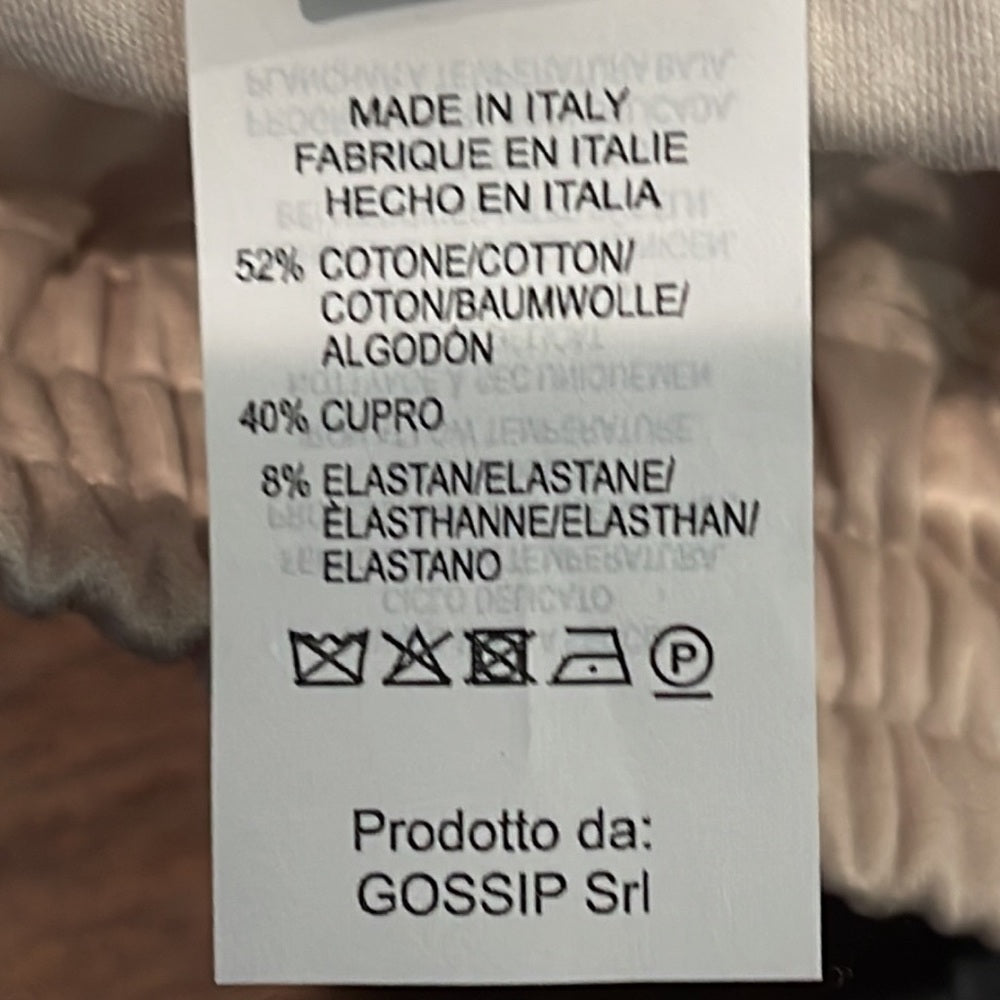 MADE IN ITALY
FABRIQUE EN ITALIE
HECHO EN ITALIA
52% COTONE/COTTON/
COTON/BAUMWOLLE/
ALGODÓN
40% CUPRO
8% ELASTAN/ELASTANE/
ÈLASTHANNE/ELASTHAN/
ELASTANO
P
Prodotto da:
GOSSIP Srl